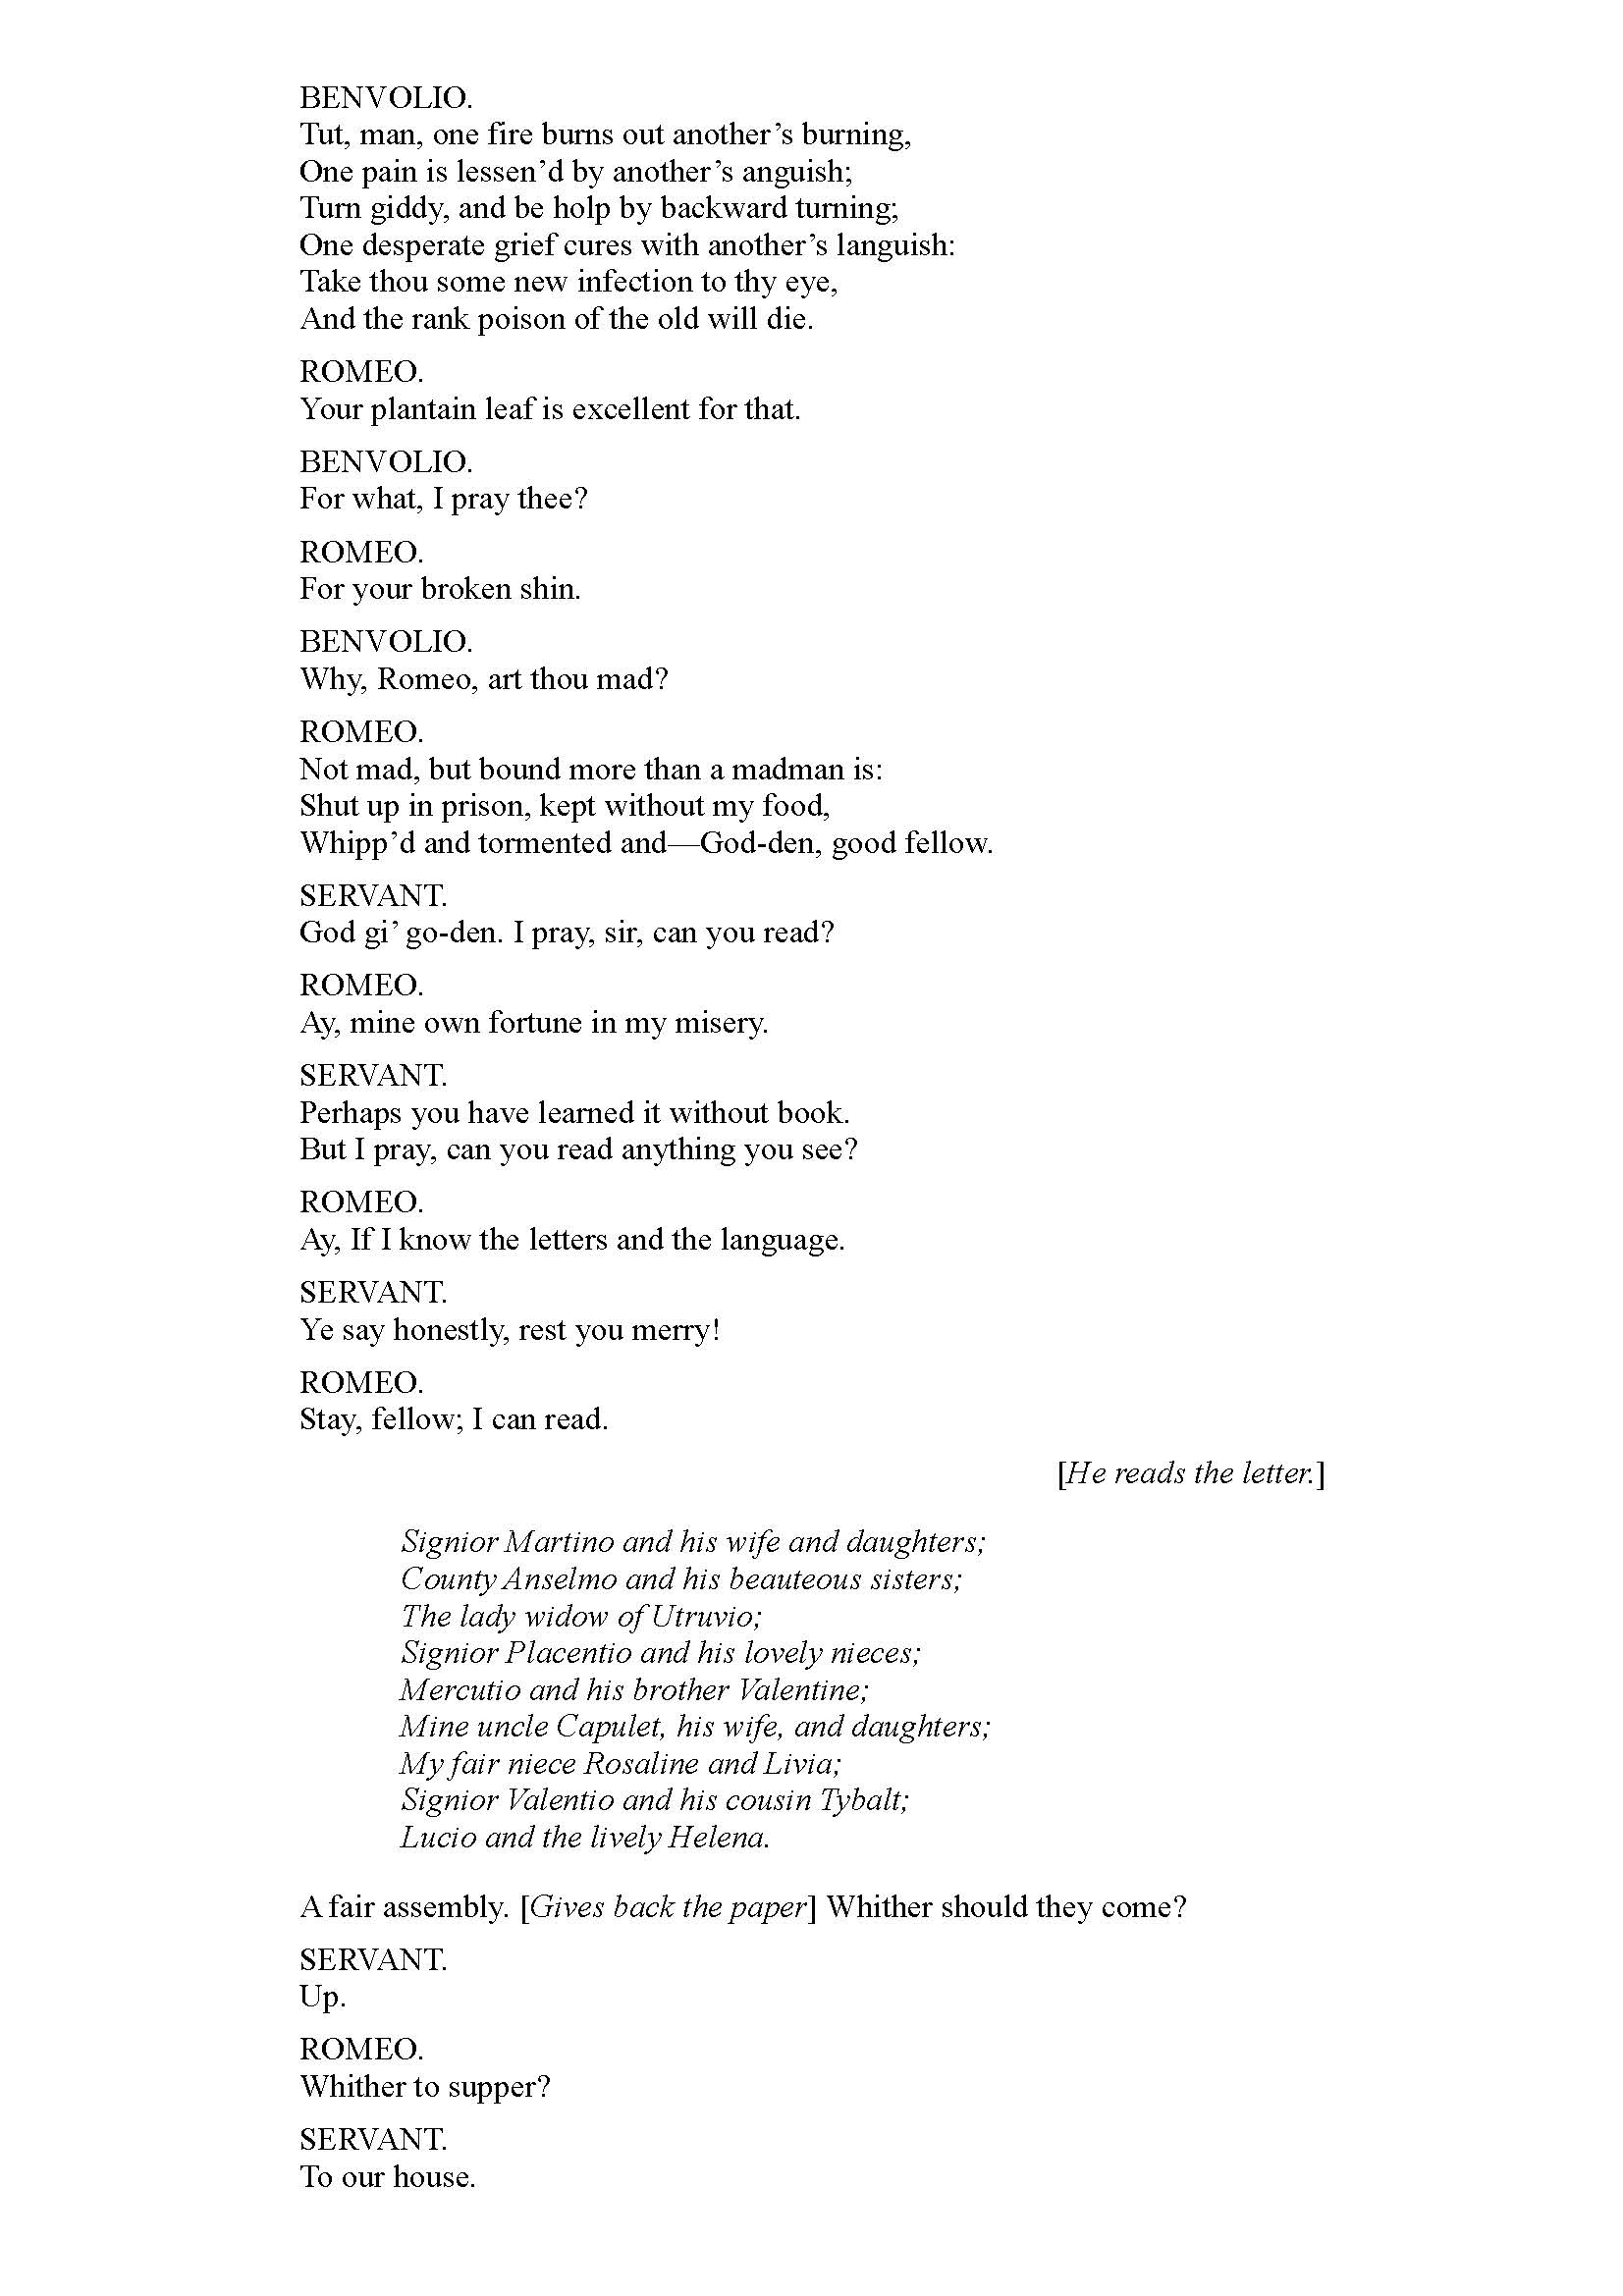 BENVOLIO.
Tut, man, one fire burns out another’s burning,
One pain is lessen’d by another’s anguish;
Turn giddy, and be holp by backward turning;
One desperate grief cures with another’s languish:
Take thou some new infection to thy eye,
And the rank poison of the old will die.
ROMEO.
Your plantain leaf is excellent for that.
BENVOLIO.
For what, I pray thee?
ROMEO.
For your broken shin.
BENVOLIO.
Why, Romeo, art thou mad?
ROMEO.
Not mad, but bound more than a madman is:
Shut up in prison, kept without my food,
Whipp’d and tormented and—God-den, good fellow.
SERVANT.
God gi’ go-den. I pray, sir, can you read?
ROMEO.
Ay, mine own fortune in my misery.
SERVANT.
Perhaps you have learned it without book.
But I pray, can you read anything you see?
ROMEO.
Ay, If I know the letters and the language.
SERVANT.
Ye say honestly, rest you merry!
ROMEO.
Stay, fellow; I can read.
[He reads the letter.]
Signior Martino and his wife and daughters;
County Anselmo and his beauteous sisters;
The lady widow of Utruvio;
Signior Placentio and his lovely nieces;
Mercutio and his brother Valentine;
Mine uncle Capulet, his wife, and daughters;
My fair niece Rosaline and Livia;
Signior Valentio and his cousin Tybalt;
Lucio and the lively Helena.
A fair assembly. [Gives back the paper] Whither should they come?
SERVANT.
Up.
ROMEO.
Whither to supper?
SERVANT.
To our house.